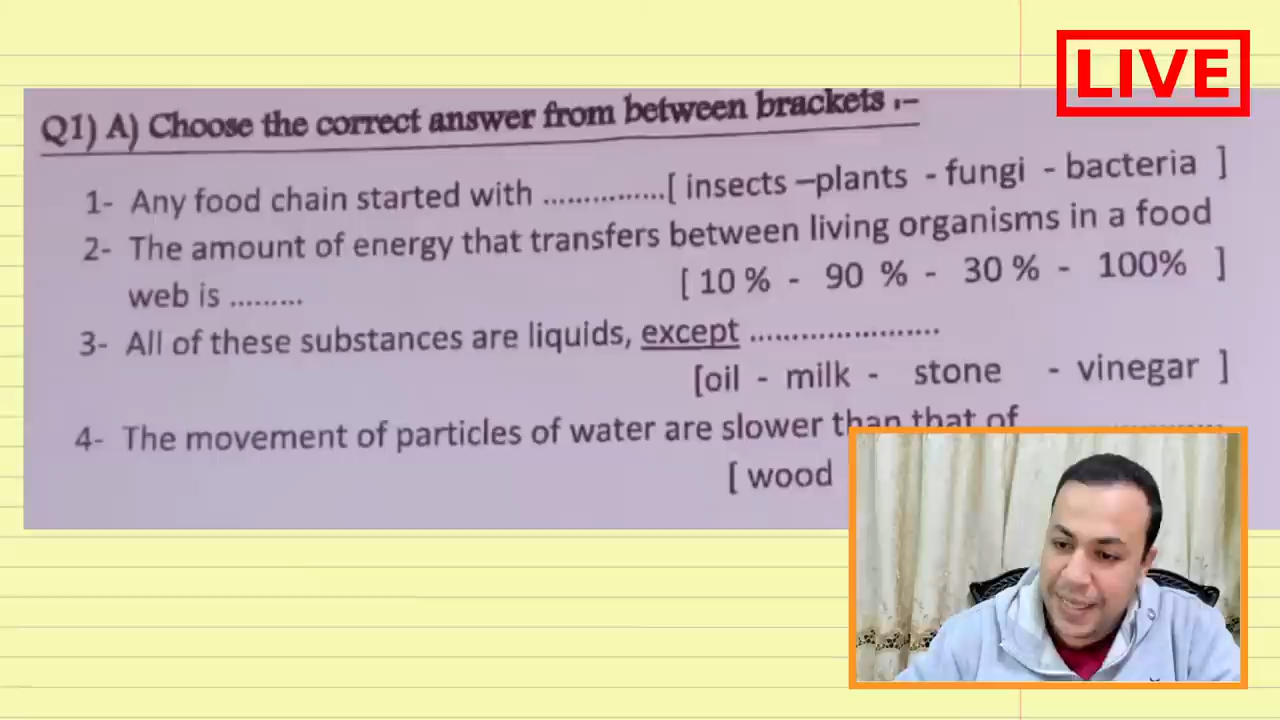 LIVE
Q1) A) Choose the correct answer from between brackets :–
1- Any food chain started with ...............[ insects –plants - fungi - bacteria ]
2- The amount of energy that transfers between living organisms in a food
web is ......... [ 10 % - 90 % - 30 % - 100% ]
3- All of these substances are liquids, except ......................
[oil - milk - stone - vinegar ]
4- The movement of particles of water are slower than that of
[ wood